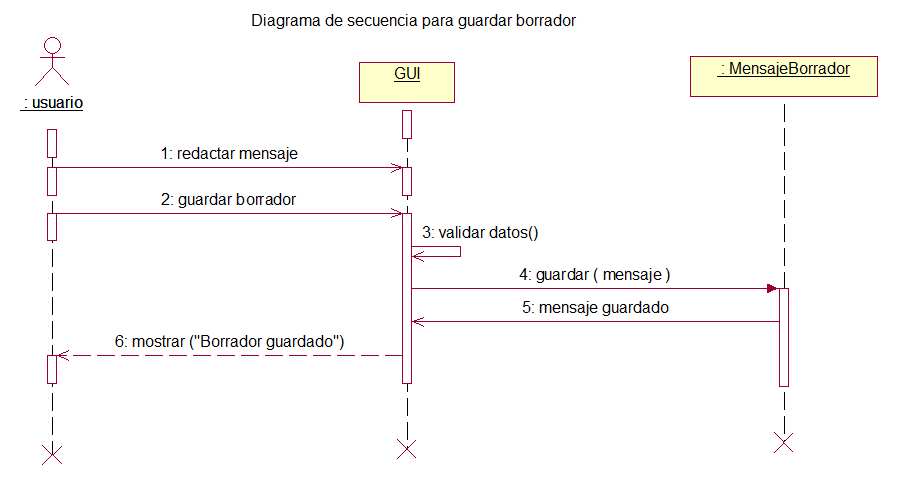 Diagrama de secuencia para guardar borrador
: usuario
GUI
: MensajeBorrador
1: redactar mensaje
2: guardar borrador
3: validar datos()
4: guardar ( mensaje )
5: mensaje guardado
6: mostrar ("Borrador guardado")